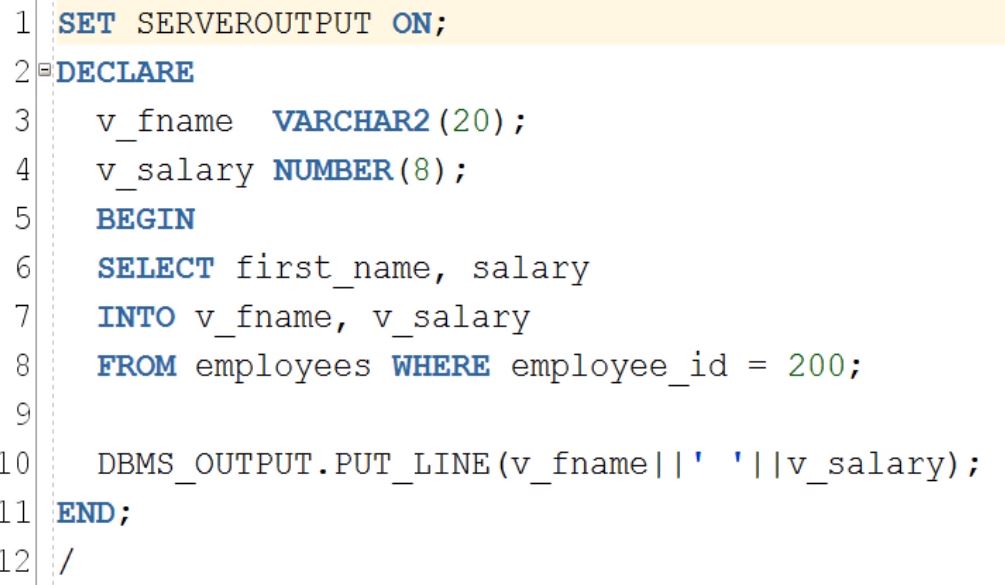 1 SET SERVEROUTPUT ON;
2 DECLARE
3   v_fname  VARCHAR2(20);
4   v_salary NUMBER(8);
5   BEGIN
6   SELECT first_name, salary
7   INTO v_fname, v_salary
8   FROM employees WHERE employee_id = 200;
9
10   DBMS_OUTPUT.PUT_LINE(v_fname||' '||v_salary);
11 END;
12 /